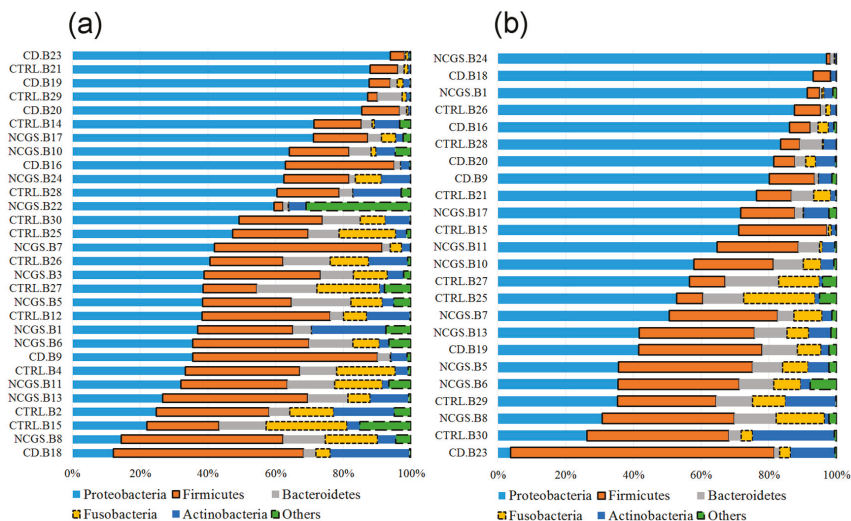 (a)
CD.B23
CTRL.B21
CD.B19
CTRL.B29
CD.B20
CTRL.B14
NCGS.B17
NCGS.B10
CD.B16
NCGS.B24
CTRL.B28
NCGS.B22
CTRL.B30
CTRL.B25
NCGS.B7
CTRL.B26
NCGS.B3
CTRL.B27
NCGS.B5
CTRL.B12
NCGS.B1
NCGS.B6
CD.B9
CTRL.B4
NCGS.B11
NCGS.B13
CTRL.B2
CTRL.B15
NCGS.B8
CD.B18
0% 20% 40% 60% 80% 100%
Proteobacteria Firmicutes Bacteroidetes
Fusobacteria Actinobacteria Others
(b)
NCGS.B24
CD.B18
NCGS.B1
CTRL.B26
CD.B16
CTRL.B28
CD.B20
CD.B9
CTRL.B21
NCGS.B17
CTRL.B15
NCGS.B11
NCGS.B10
CTRL.B27
CTRL.B25
NCGS.B7
NCGS.B13
CD.B19
NCGS.B5
NCGS.B6
CTRL.B29
NCGS.B8
CTRL.B30
CD.B23
0% 20% 40% 60% 80% 100%
Proteobacteria Firmicutes Bacteroidetes
Fusobacteria Actinobacteria Others